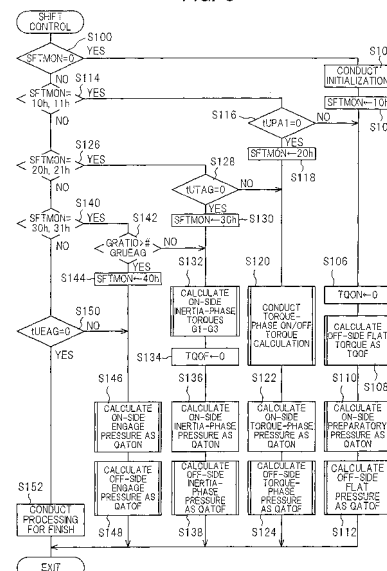 SHIFT
CONTROL
S100
SFTMON=0
YES
NO
CONDUCT
INITIALIZATION
SFTMON←10h
S114
SFTMON=
10h, 11h
YES
NO
S116
tUPA1=0
NO
YES
SFTMON←20h
S118
S126
SFTMON=
20h, 21h
YES
NO
S128
tUTAG=0
NO
YES
SFTMON←30h
S130
S140
SFTMON=
30h, 31h
YES
NO
S142
GRATIO>#
GRUEAG
NO
YES
S144
SFTMON←40h
S132
CALCULATE
ON-SIDE
INERTIA-PHASE
TORQUES
G1-G3
S134
TQOF←0
S120
CONDUCT
TORQUE-
PHASE ON/OFF
TORQUE
CALCULATION
S106
TQON←0
CALCULATE
OFF-SIDE FLAT
TORQUE AS
TQOF
S108
S150
tUEAG=0
NO
YES
S146
CALCULATE
ON-SIDE
ENGAGE
PRESSURE AS
QATON
CALCULATE
OFF-SIDE
ENGAGE
PRESSURE AS
QATOF
S148
S136
CALCULATE
ON-SIDE
INERTIA-PHASE
PRESSURE AS
QATON
CALCULATE
OFF-SIDE
INERTIA-
PHASE
PRESSURE
AS QATOF
S138
S122
CALCULATE
ON-SIDE
TORQUE-PHASE
PRESSURE AS
QATON
CALCULATE
OFF-SIDE
TORQUE-
PHASE
PRESSURE
AS QATOF
S124
S110
CALCULATE
ON-SIDE
PREPARATORY
PRESSURE AS
QATON
CALCULATE
OFF-SIDE
FLAT
PRESSURE
AS QATOF
S112
S152
CONDUCT
PROCESSING
FOR FINISH
EXIT